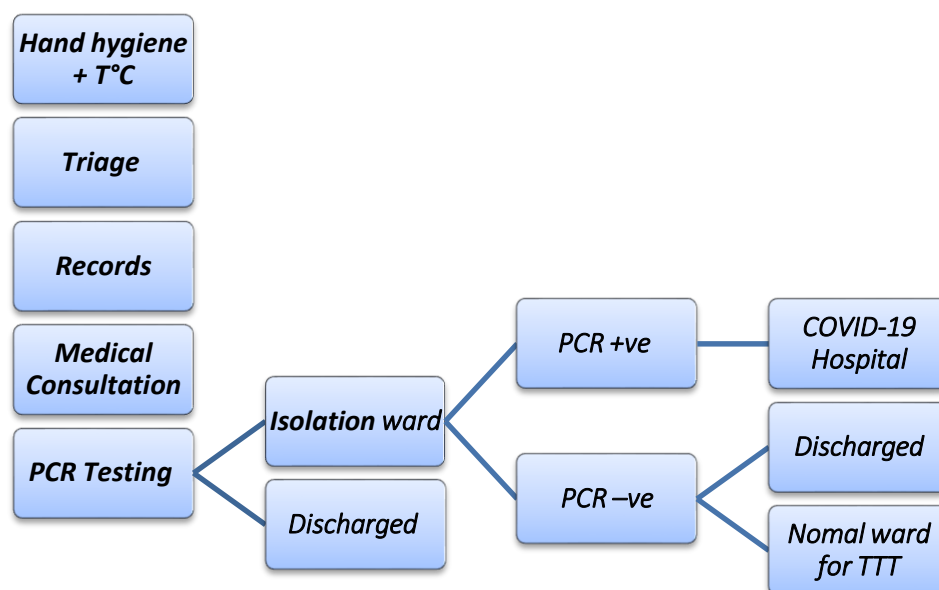 Hand hygiene
+ T°C
Triage
Records
Medical
Consultation
PCR Testing
Isolation ward
Discharged
PCR +ve
PCR –ve
COVID-19
Hospital
Discharged
Nomal ward
for TTT